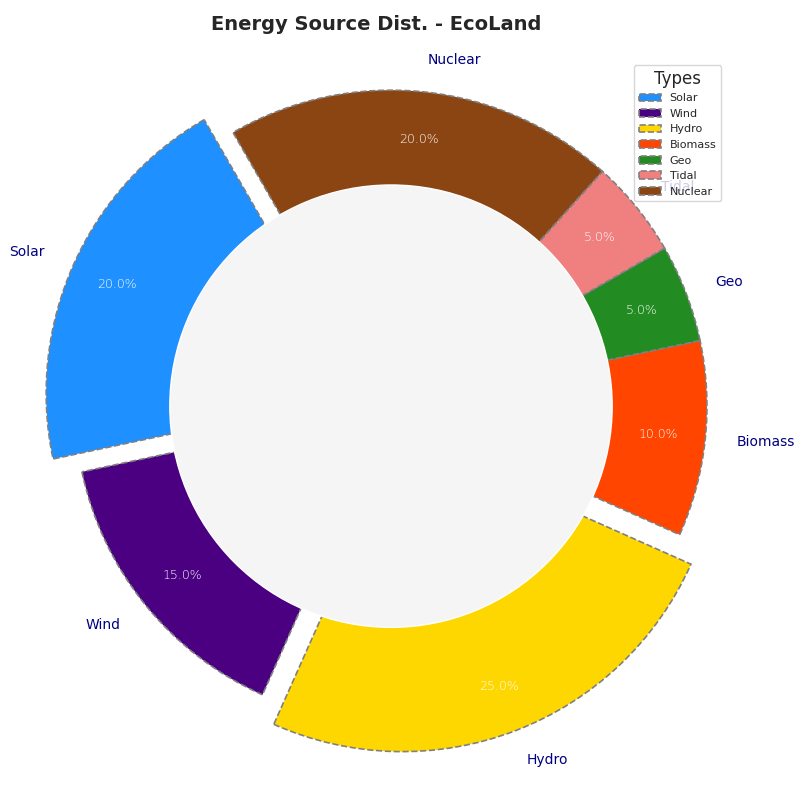 Energy Source Dist. - EcoLand
Nuclear
Types
Solar
Wind
Hydro
Biomass
Geo
Tidal
Nuclear
Tidal
20.0%
Solar
20.0%
5.0%
Geo
5.0%
10.0%
Biomass
15.0%
Wind
25.0%
Hydro